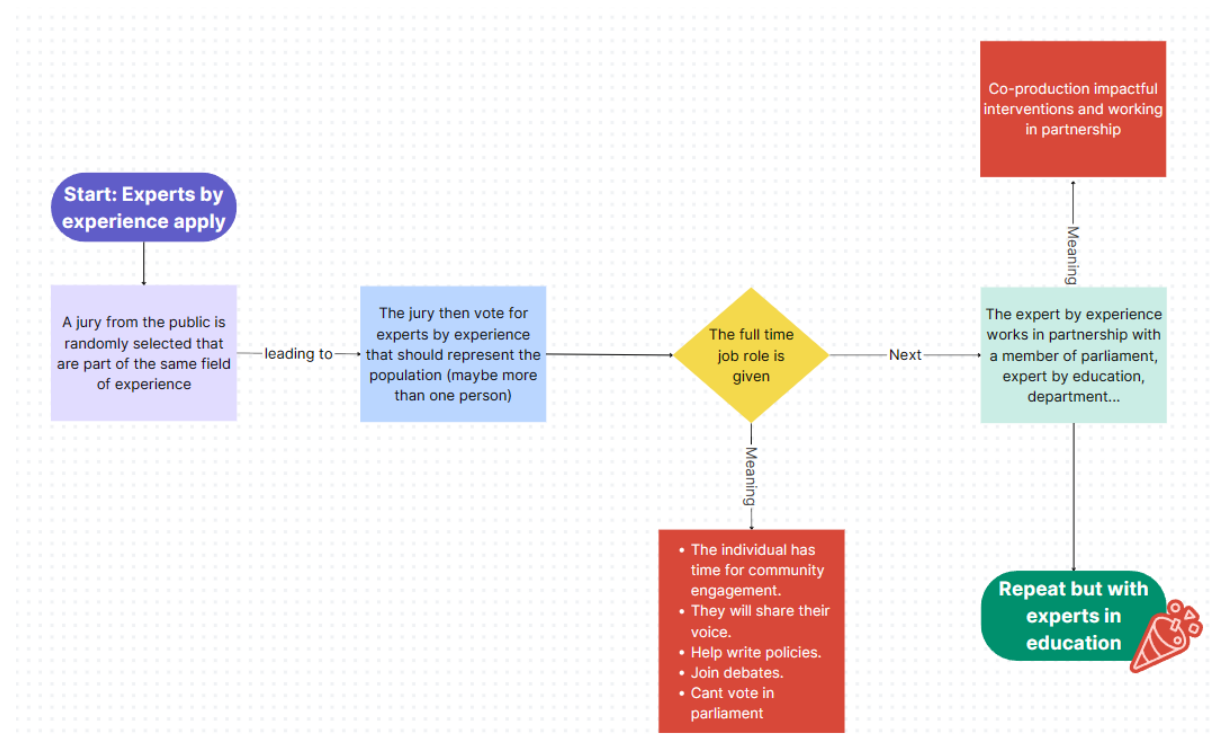 Start: Experts by
experience apply
A jury from the public is
randomly selected that
are part of the same field
of experience
leading to
The jury then vote for
experts by experience
that should represent the
population (maybe more
than one person)
The full time
job role is
given
Meaning
• The individual has
time for community
engagement.
• They will share their
voice.
• Help write policies.
• Join debates.
• Cant vote in
parliament
Next
The expert by experience
works in partnership with
a member of parliament,
expert by education,
department...
Meaning
Co-production impactful
interventions and working
in partnership
Repeat but with
experts in
education